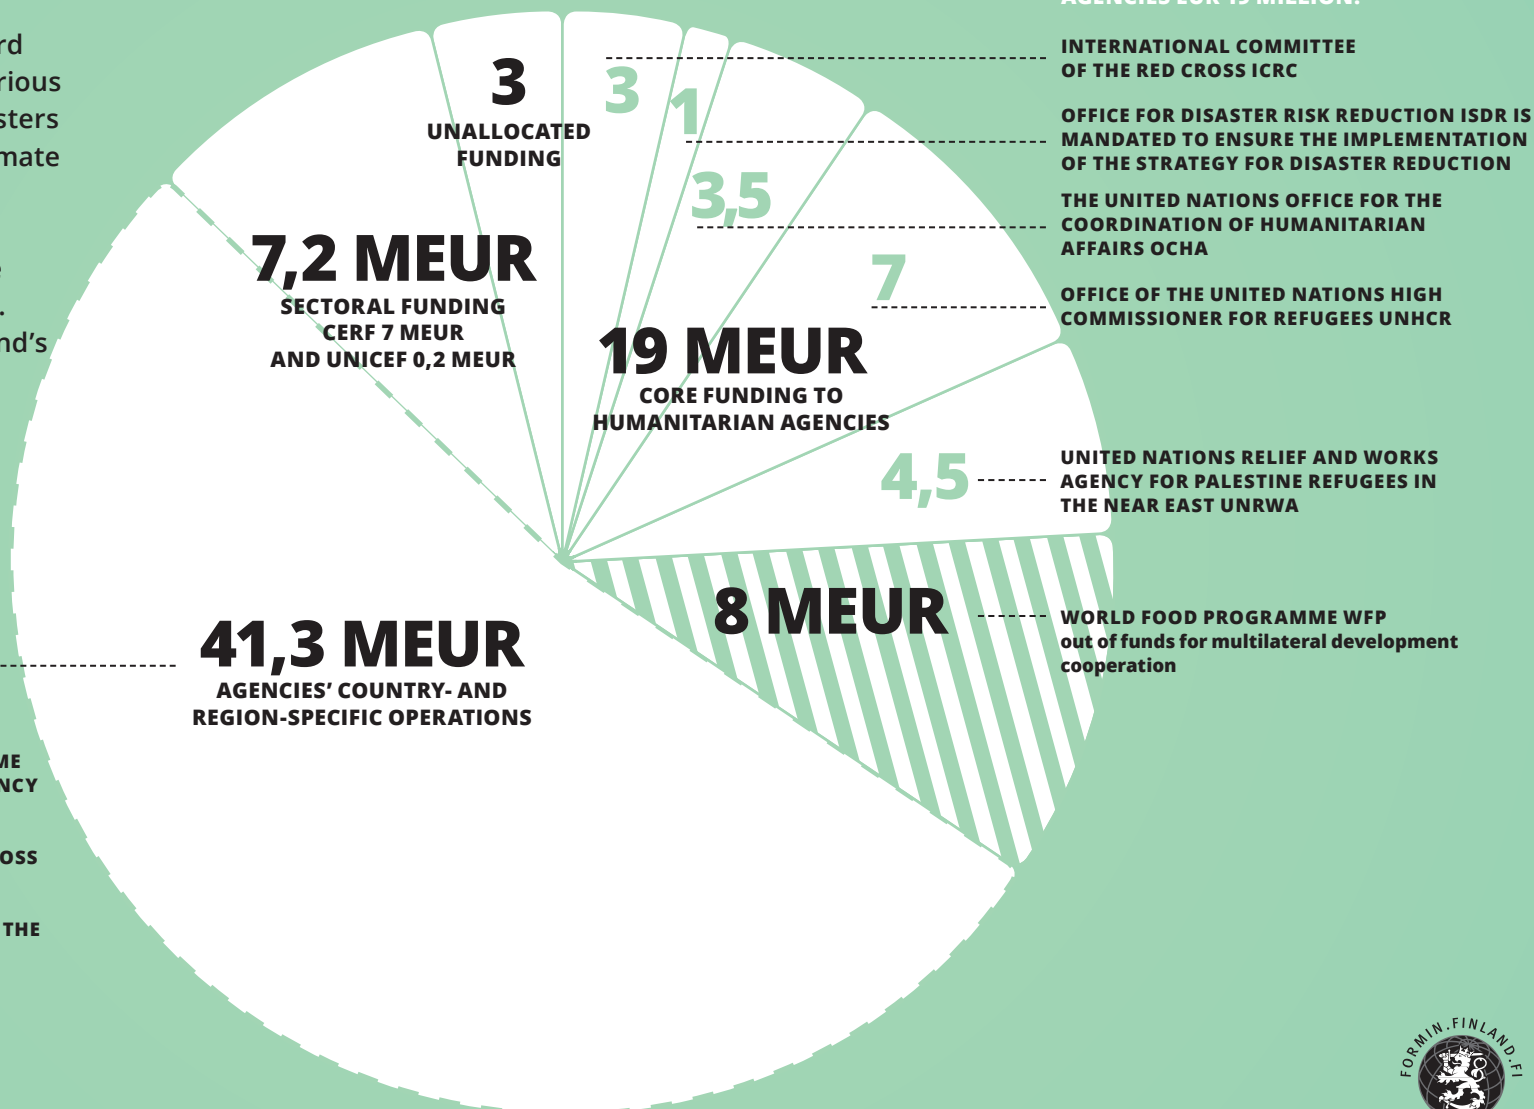 rd
rious
sters
mate
e
.
nd's
ME
NCY
OSS
THE
3
UNALLOCATED
FUNDING
7,2 MEUR
SECTORAL FUNDING
CERF 7 MEUR
AND UNICEF 0,2 MEUR
41,3 MEUR
AGENCIES' COUNTRY- AND
REGION-SPECIFIC OPERATIONS
3
1
3,5
7
19 MEUR
CORE FUNDING TO
HUMANITARIAN AGENCIES
4,5
8 MEUR
AGENCIES EUR 19 MILLION:
INTERNATIONAL COMMITTEE
OF THE RED CROSS ICRC
OFFICE FOR DISASTER RISK REDUCTION ISDR IS
MANDATED TO ENSURE THE IMPLEMENTATION
OF THE STRATEGY FOR DISASTER REDUCTION
THE UNITED NATIONS OFFICE FOR THE
COORDINATION OF HUMANITARIAN
AFFAIRS OCHA
OFFICE OF THE UNITED NATIONS HIGH
COMMISSIONER FOR REFUGEES UNHCR
UNITED NATIONS RELIEF AND WORKS
AGENCY FOR PALESTINE REFUGEES IN
THE NEAR EAST UNRWA
WORLD FOOD PROGRAMME WFP
out of funds for multilateral development
cooperation
FORMIN.FINLAND.FI